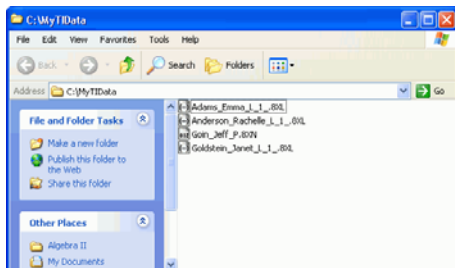 C:\MyTIData
File Edit View Favorites Tools Help
Back Search Folders
Address C:\MyTIData Go
File and Folder Tasks
Make a new folder
Publish this folder to
the Web
Share this folder
Other Places
Algebra II
My Documents
Adams_Emma_L_1_.8XL
Anderson_Rachelle_L_1_.8XL
Goin_Jeff_P.8XN
Goldstein_Janet_L_1_.8XL